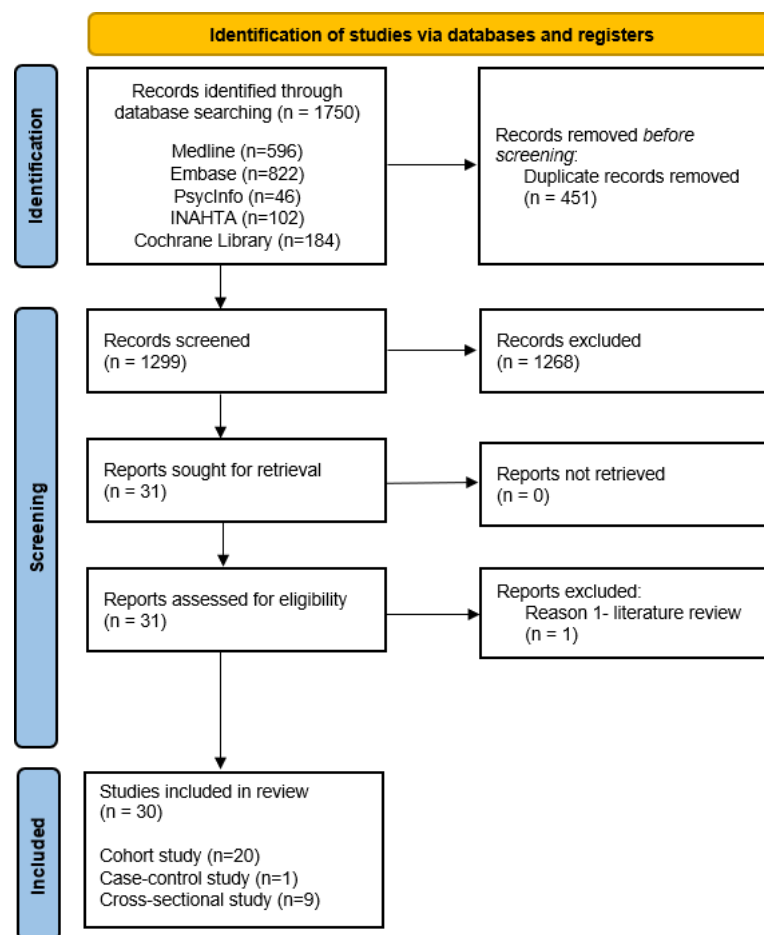 Identification of studies via databases and registers
Identification
Records identified through
database searching (n = 1750)
Medline (n=596)
Embase (n=822)
PsycInfo (n=46)
INAHTA (n=102)
Cochrane Library (n=184)
Records removed before
screening:
Duplicate records removed
(n = 451)
Screening
Records screened
(n = 1299)
Records excluded
(n = 1268)
Reports sought for retrieval
(n = 31)
Reports not retrieved
(n = 0)
Reports assessed for eligibility
(n = 31)
Reports excluded:
Reason 1- literature review
(n = 1)
Included
Studies included in review
(n = 30)
Cohort study (n=20)
Case-control study (n=1)
Cross-sectional study (n=9)